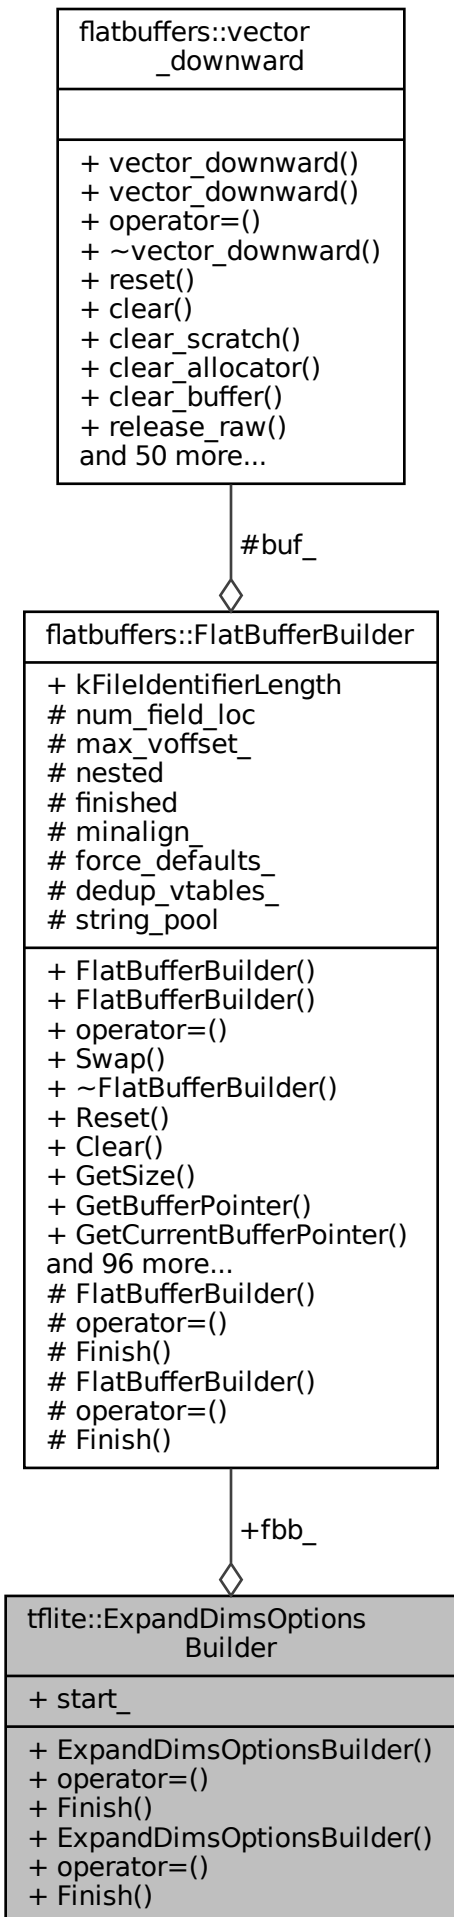 flatbuffers::vector
_downward
+ vector_downward()
+ vector_downward()
+ operator=()
+ ~vector_downward()
+ reset()
+ clear()
+ clear_scratch()
+ clear_allocator()
+ clear_buffer()
+ release_raw()
and 50 more...
#buf_
flatbuffers::FlatBufferBuilder
+ kFileIdentifierLength
# num_field_loc
# max_voffset_
# nested
# finished
# minalign_
# force_defaults_
# dedup_vtables_
# string_pool
+ FlatBufferBuilder()
+ FlatBufferBuilder()
+ operator=()
+ Swap()
+ ~FlatBufferBuilder()
+ Reset()
+ Clear()
+ GetSize()
+ GetBufferPointer()
+ GetCurrentBufferPointer()
and 96 more...
# FlatBufferBuilder()
# operator=()
# Finish()
# FlatBufferBuilder()
# operator=()
# Finish()
+fbb_
tflite::ExpandDimsOptions
Builder
+ start_
+ ExpandDimsOptionsBuilder()
+ operator=()
+ Finish()
+ ExpandDimsOptionsBuilder()
+ operator=()
+ Finish()